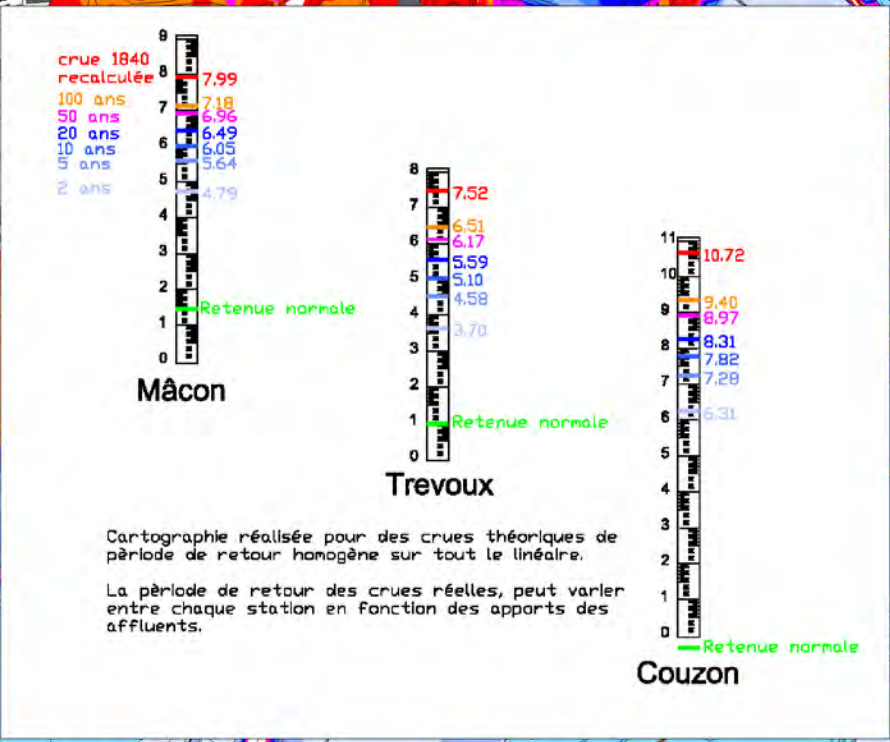 crue 1840
recalculée
100 ans
50 ans
20 ans
10 ans
5 ans
2 ans
9
8
7
6
5
4
3
2
1
0
7.99
7.18
6.96
6.49
6.05
5.64
4.79
Retenue normale
Mâcon
8
7
6
5
4
3
2
1
0
7.52
6.51
6.17
5.59
5.10
4.58
3.70
Retenue normale
Trevoux
11
10
9
8
7
6
5
4
3
2
1
0
10.72
9.40
8.97
8.31
7.82
7.28
6.31
Retenue normale
Couzon
Cartographie réalisée pour des crues théoriques de
pèriode de retour homogène sur tout le linéaire.
La pèriode de retour des crues réelles, peut varier
entre chaque station en fonction des apports des
affluents.